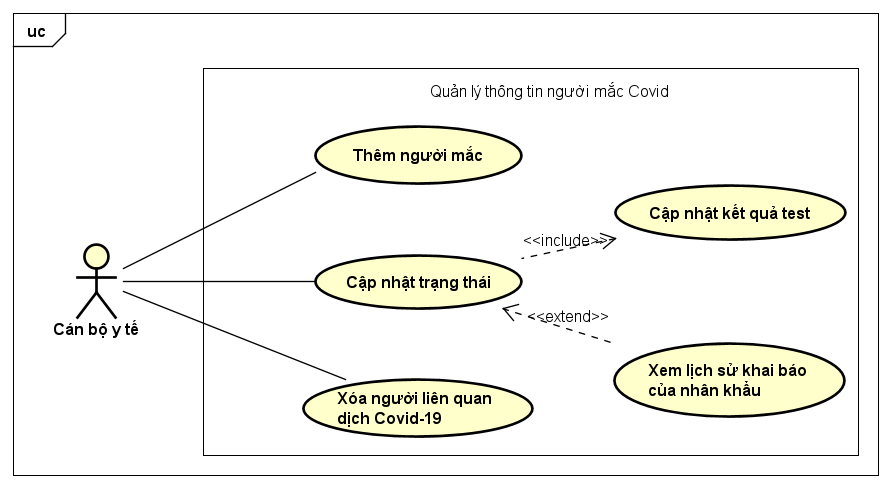 uc
Quản lý thông tin người mắc Covid
Thêm người mắc
Cập nhật kết quả test
<<include>>
Cập nhật trạng thái
<<extend>>
Cán bộ y tế
Xem lịch sử khai báo
của nhân khẩu
Xóa người liên quan
dịch Covid-19